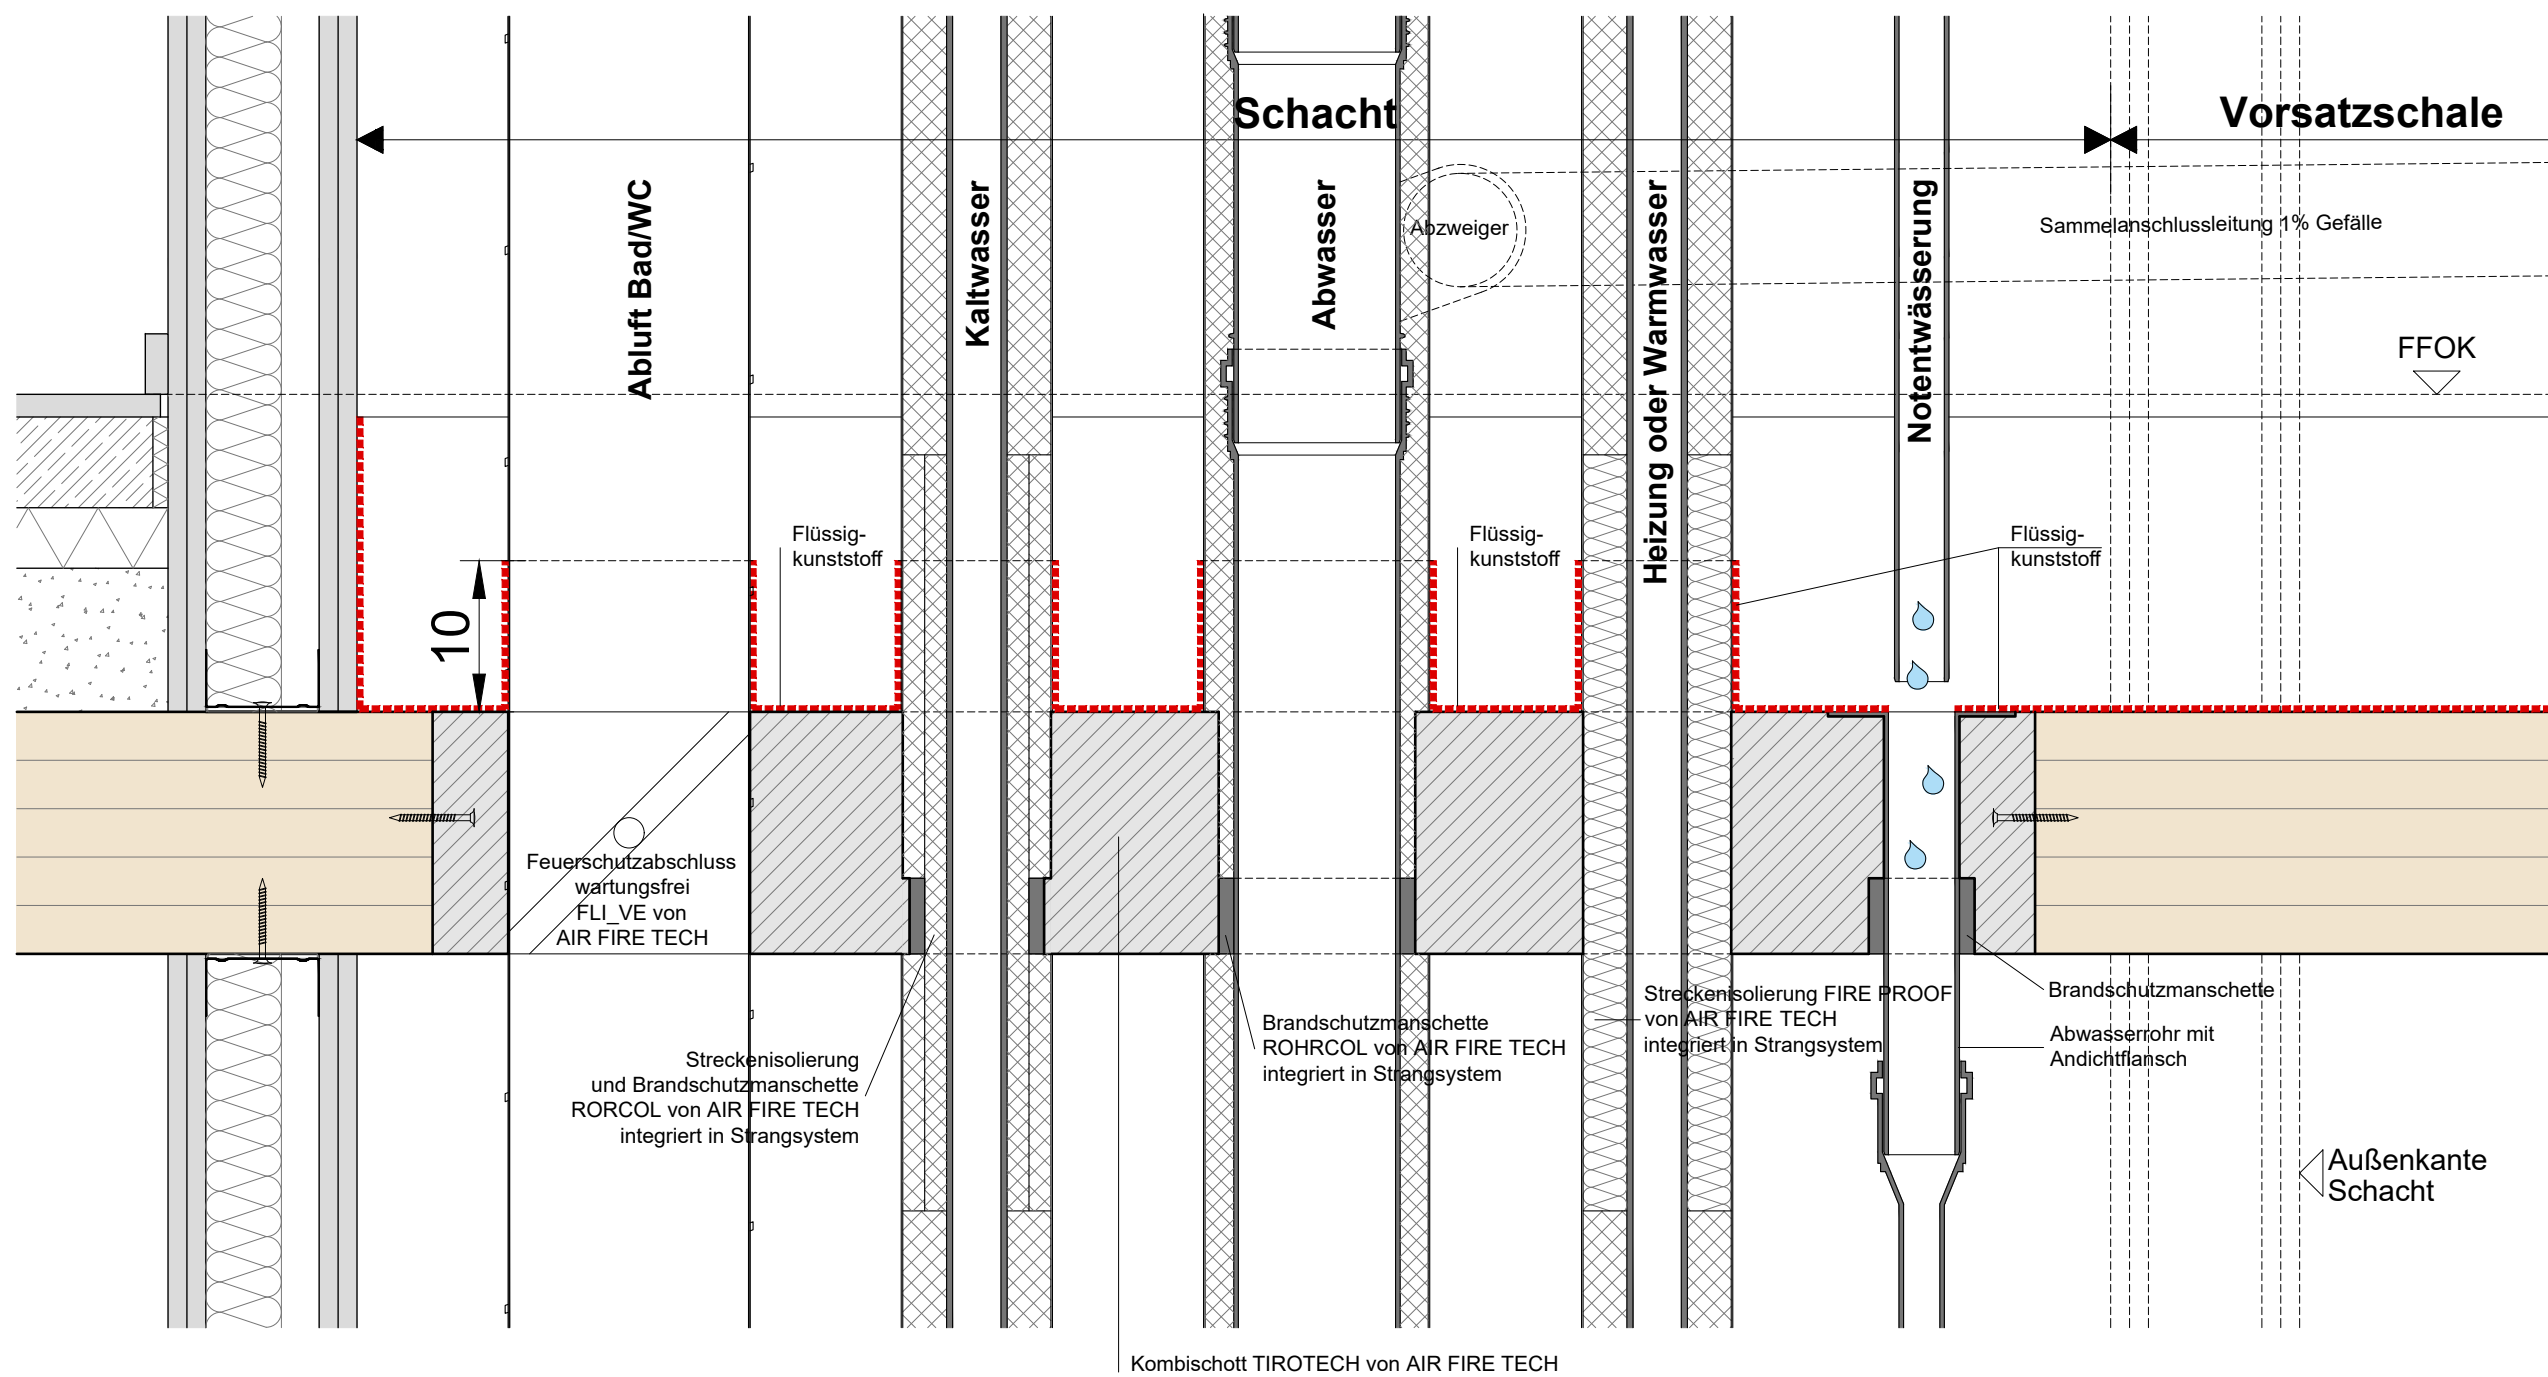 Schacht
Vorsatzschale
Abluft Bad/WC
Kaltwasser
Abwasser
Abzweiger
Heizung oder Warmwasser
Notentwässerung
Sammelanschlussleitung 1% Gefälle
FFOK
Flüssig-
kunststoff
Flüssig-
kunststoff
Flüssig-
kunststoff
10
Feuerschutzabschluss
wartungsfrei
FLI_VE von
AIR FIRE TECH
Streckenisolierung
und Brandschutzmanschette
RORCOL von AIR FIRE TECH
integriert in Strangsystem
Brandschutzmanschette
ROHRCOL von AIR FIRE TECH
integriert in Strangsystem
Streckenisolierung FIRE PROOF
von AIR FIRE TECH
integriert in Strangsystem
Brandschutzmanschette
Abwasserrohr mit
Andichtflansch
Außenkante
Schacht
Kombischott TIROTECH von AIR FIRE TECH